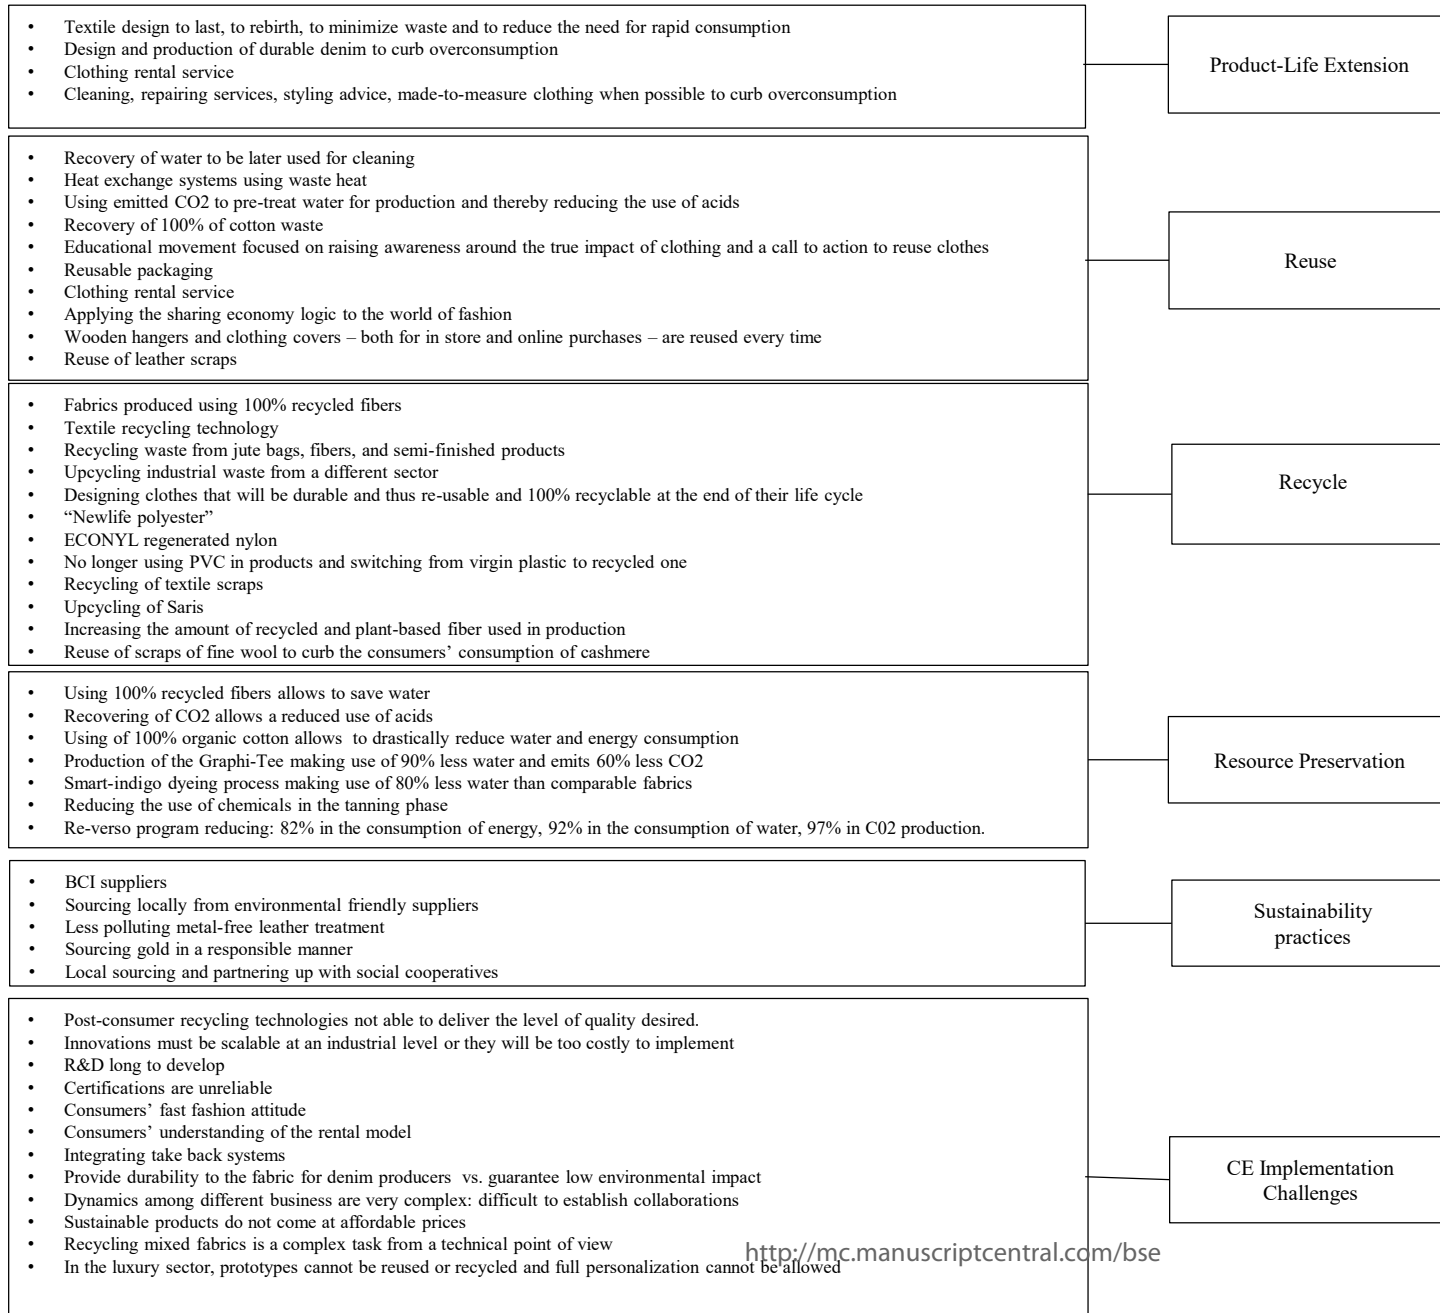 • Textile design to last, to rebirth, to minimize waste and to reduce the need for rapid consumption
• Design and production of durable denim to curb overconsumption
• Clothing rental service
• Cleaning, repairing services, styling advice, made-to-measure clothing when possible to curb overconsumption
Product-Life Extension
• Recovery of water to be later used for cleaning
• Heat exchange systems using waste heat
• Using emitted CO2 to pre-treat water for production and thereby reducing the use of acids
• Recovery of 100% of cotton waste
• Educational movement focused on raising awareness around the true impact of clothing and a call to action to reuse clothes
• Reusable packaging
• Clothing rental service
• Applying the sharing economy logic to the world of fashion
• Wooden hangers and clothing covers – both for in store and online purchases – are reused every time
• Reuse of leather scraps
Reuse
• Fabrics produced using 100% recycled fibers
• Textile recycling technology
• Recycling waste from jute bags, fibers, and semi-finished products
• Upcycling industrial waste from a different sector
• Designing clothes that will be durable and thus re-usable and 100% recyclable at the end of their life cycle
• “Newlife polyester”
• ECONYL regenerated nylon
• No longer using PVC in products and switching from virgin plastic to recycled one
• Recycling of textile scraps
• Upcycling of Saris
• Increasing the amount of recycled and plant-based fiber used in production
• Reuse of scraps of fine wool to curb the consumers’ consumption of cashmere
Recycle
• Using 100% recycled fibers allows to save water
• Recovering of CO2 allows a reduced use of acids
• Using of 100% organic cotton allows to drastically reduce water and energy consumption
• Production of the Graphi-Tee making use of 90% less water and emits 60% less CO2
• Smart-indigo dyeing process making use of 80% less water than comparable fabrics
• Reducing the use of chemicals in the tanning phase
• Re-verso program reducing: 82% in the consumption of energy, 92% in the consumption of water, 97% in C02 production.
Resource Preservation
• BCI suppliers
• Sourcing locally from environmental friendly suppliers
• Less polluting metal-free leather treatment
• Sourcing gold in a responsible manner
• Local sourcing and partnering up with social cooperatives
Sustainability
practices
• Post-consumer recycling technologies not able to deliver the level of quality desired.
• Innovations must be scalable at an industrial level or they will be too costly to implement
• R&D long to develop
• Certifications are unreliable
• Consumers’ fast fashion attitude
• Consumers’ understanding of the rental model
• Integrating take back systems
• Provide durability to the fabric for denim producers vs. guarantee low environmental impact
• Dynamics among different business are very complex: difficult to establish collaborations
• Sustainable products do not come at affordable prices
• Recycling mixed fabrics is a complex task from a technical point of view
• In the luxury sector, prototypes cannot be reused or recycled and full personalization cannot be allowed
CE Implementation
Challenges
http://mc.manuscriptcentral.com/bse